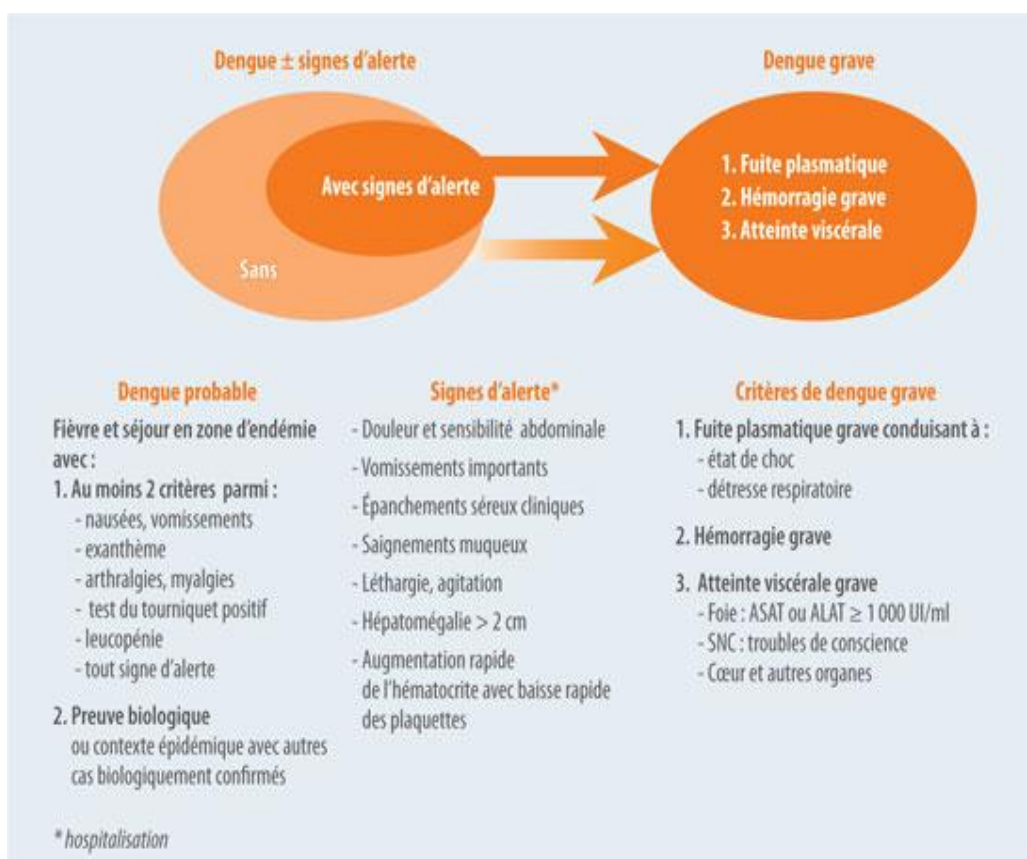 Dengue ± signes d'alerte
Dengue grave
Avec signes d'alerte
Sans
1. Fuite plasmatique
2. Hémorragie grave
3. Atteinte viscérale
Dengue probable
Fièvre et séjour en zone d'endémie
avec :
1. Au moins 2 critères parmi :
- nausées, vomissements
- exanthème
- arthralgies, myalgies
- test du tourniquet positif
- leucopénie
- tout signe d'alerte
2. Preuve biologique
ou contexte épidémique avec autres
cas biologiquement confirmés
* hospitalisation
Signes d'alerte*
- Douleur et sensibilité abdominale
- Vomissements importants
- Épanchements séreux cliniques
- Saignements muqueux
- Léthargie, agitation
- Hépatomégalie > 2 cm
- Augmentation rapide
de l'hématocrite avec baisse rapide
des plaquettes
Critères de dengue grave
1. Fuite plasmatique grave conduisant à :
- état de choc
- détresse respiratoire
2. Hémorragie grave
3. Atteinte viscérale grave
- Foie : ASAT ou ALAT ≥ 1 000 UI/ml
- SNC : troubles de conscience
- Cœur et autres organes